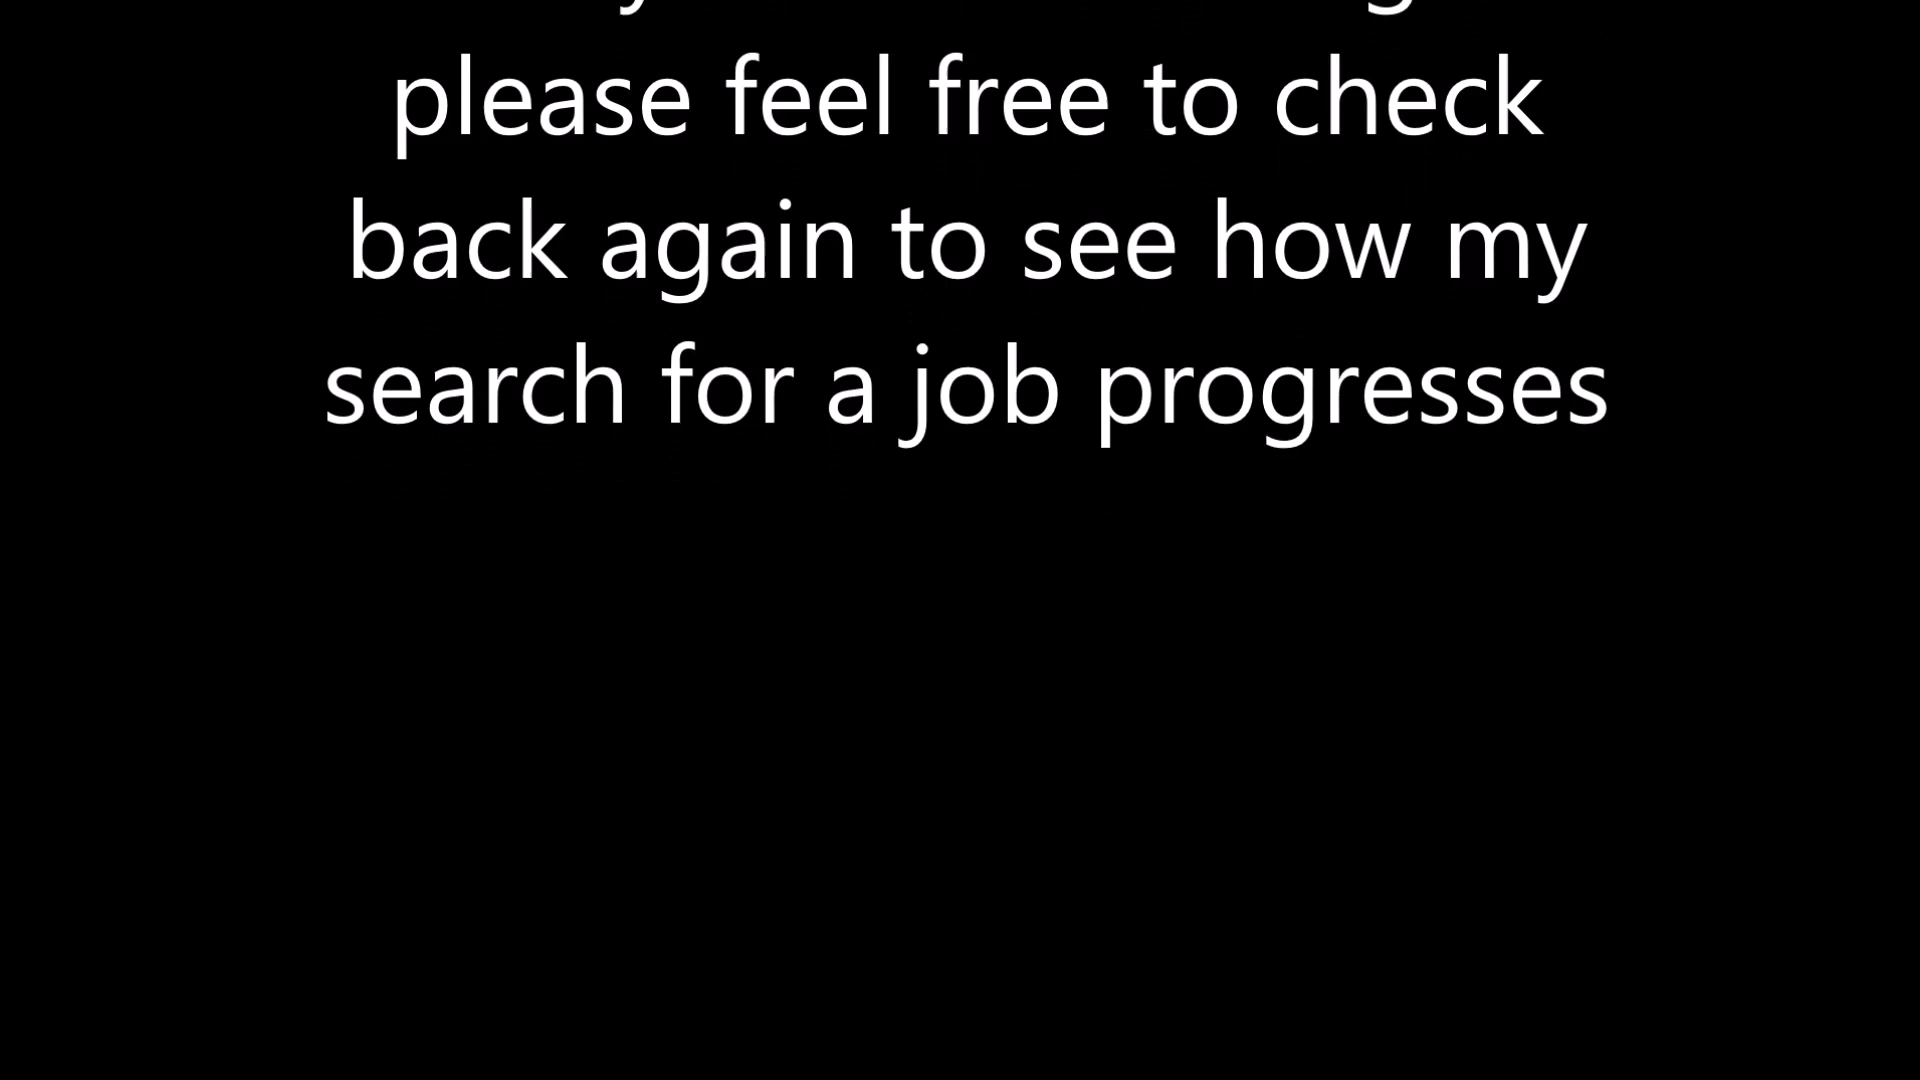 please feel free to check
back again to see how my
search for a job progresses